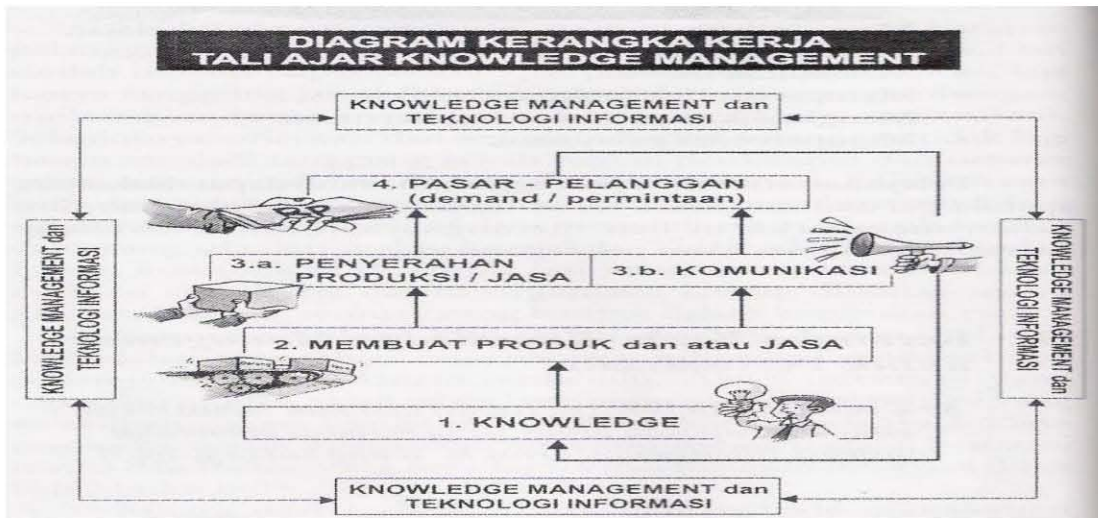 DIAGRAM KERANGKA KERJA
TALI AJAR KNOWLEDGE MANAGEMENT
KNOWLEDGE MANAGEMENT dan
TEKNOLOGI INFORMASI
4. PASAR - PELANGGAN
(demand / permintaan)
KNOWLEDGE MANAGEMENT dan
TEKNOLOGI INFORMASI
3.a. PENYERAHAN
PRODUKSI / JASA
3.b. KOMUNIKASI
KNOWLEDGE MANAGEMENT dan
TEKNOLOGI INFORMASI
2. MEMBUAT PRODUK dan atau JASA
1. KNOWLEDGE
KNOWLEDGE MANAGEMENT dan
TEKNOLOGI INFORMASI